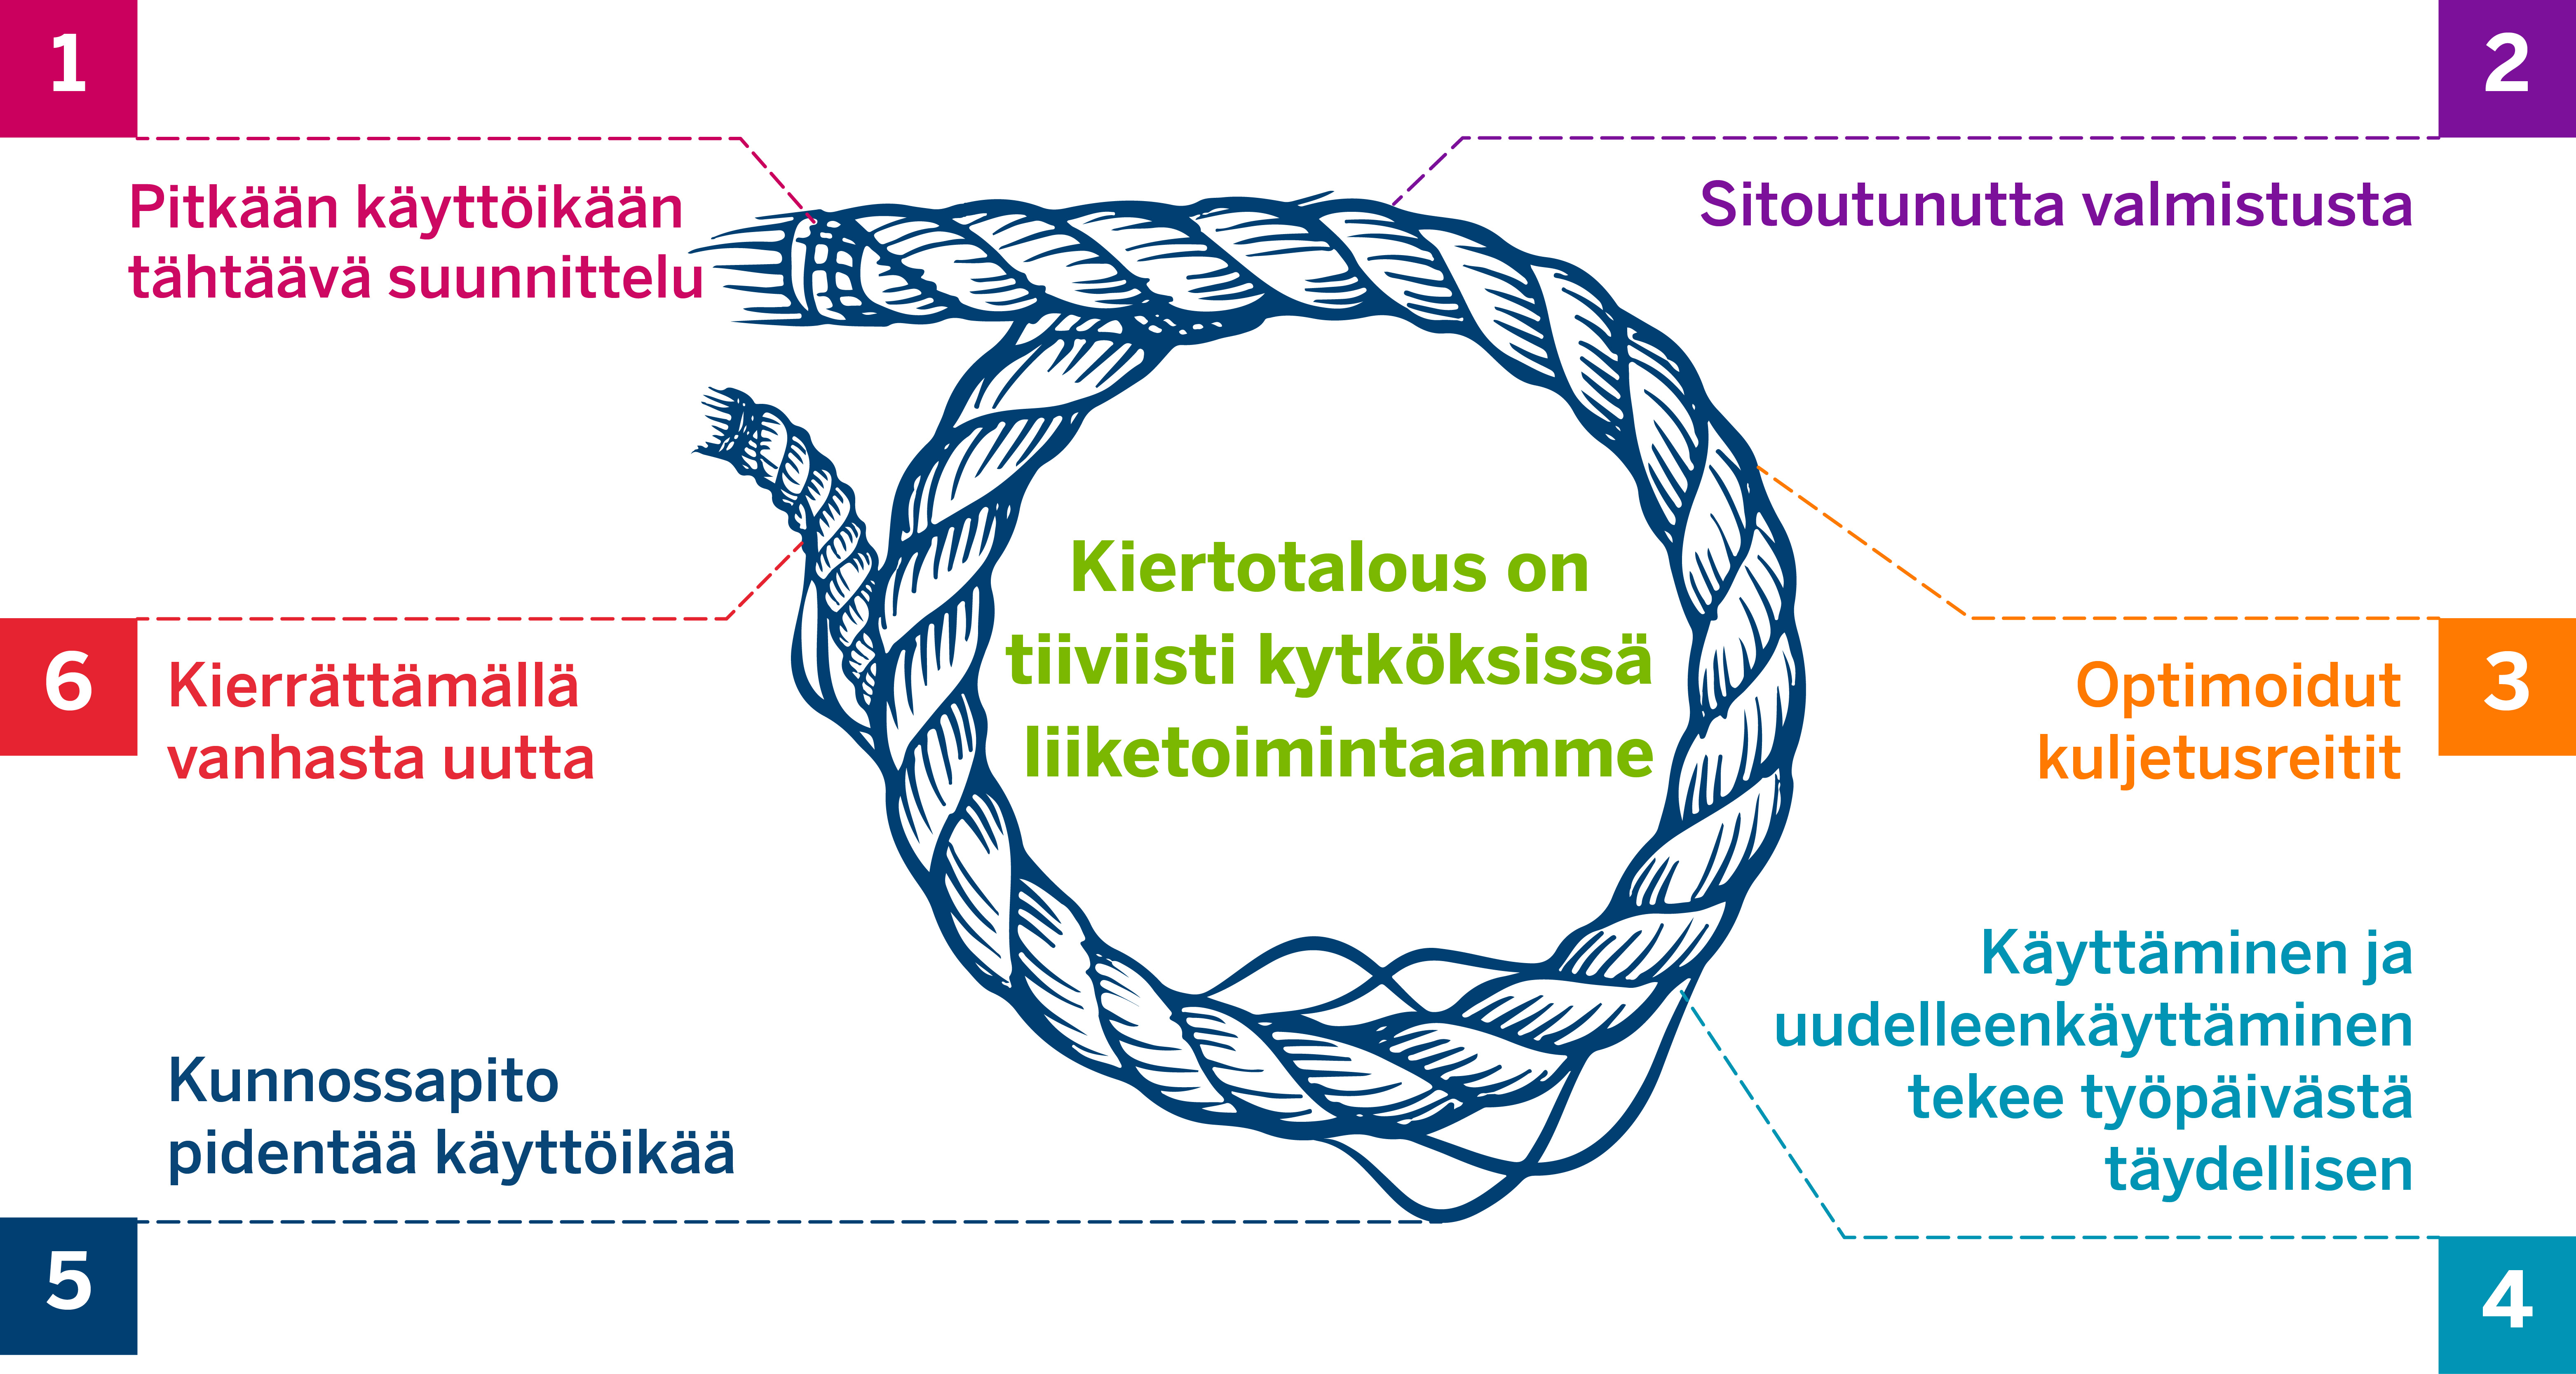 1
Pitkään käyttöikään
tähtäävä suunnittelu
2
Sitoutunutta valmistusta
Kiertotalous on
tiiviisti kytköksissä
liiketoimintaamme
3
Optimoidut
kuljetusreitit
Käyttäminen ja
uudelleenkäyttäminen
tekee työpäivästä
täydellisen
4
Kunnossapito
pidentää käyttöikää
5
6
Kierrättämällä
vanhasta uutta